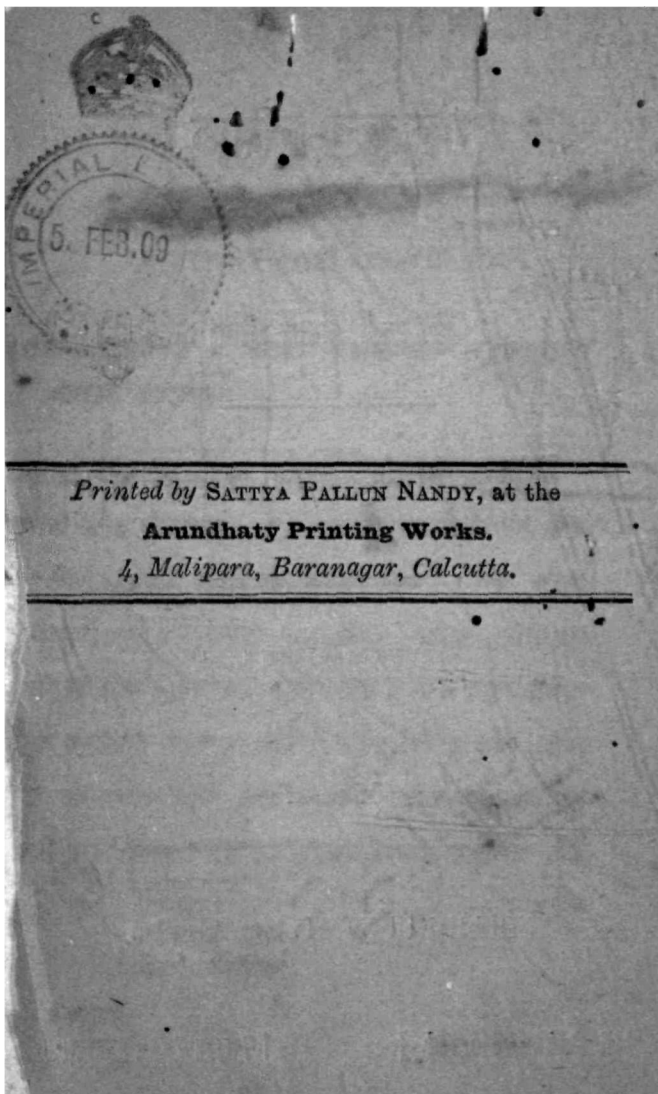 IMPERIAL
5. FEB.09
Printed by SATTYA PALLUN NANDY, at the
Arundhaty Printing Works.
4, Malipara, Baranagar, Calcutta.